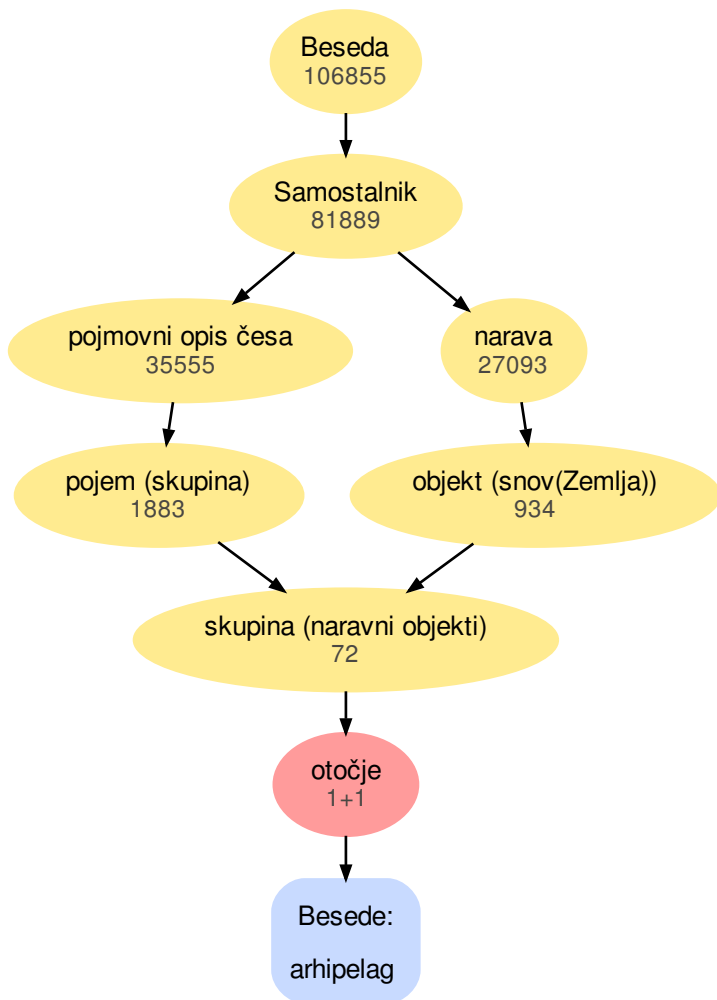 Beseda
106855
Samostalnik
81889
pojmovni opis česa
35555
narava
27093
pojem (skupina)
1883
objekt (snov(Zemlja))
934
skupina (naravni objekti)
72
otočje
1+1
Besede:
arhipelag